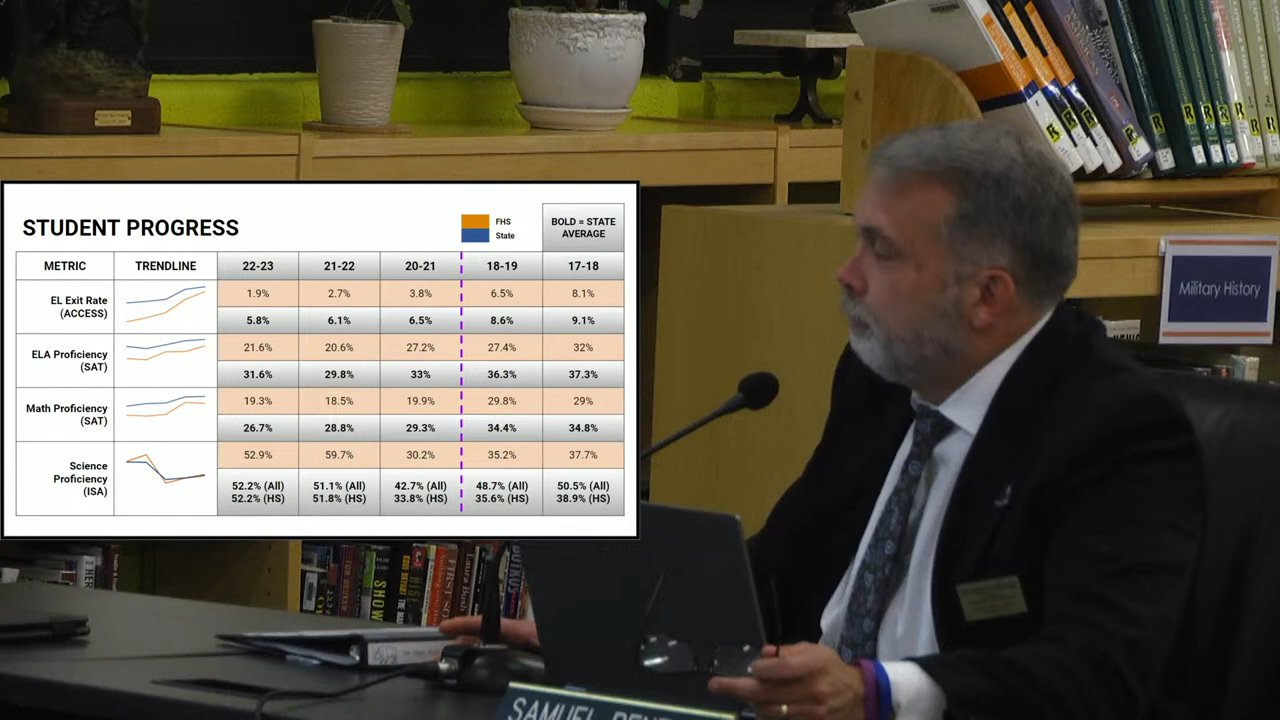 STUDENT PROGRESS
FHS
State
BOLD = STATE
AVERAGE
METRIC TRENDLINE 22-23 21-22 20-21 18-19 17-18
EL Exit Rate
(ACCESS)
1.9% 2.7% 3.8% 6.5% 8.1%
5.8% 6.1% 6.5% 8.6% 9.1%
ELA Proficiency
(SAT)
21.6% 20.6% 27.2% 27.4% 32%
31.6% 29.8% 33% 36.3% 37.3%
Math Proficiency
(SAT)
19.3% 18.5% 19.9% 29.8% 29%
26.7% 28.8% 29.3% 34.4% 34.8%
Science
Proficiency
(ISA)
52.9% 59.7% 30.2% 35.2% 37.7%
52.2% (All) 51.1% (All) 42.7% (All) 48.7% (All) 50.5% (All)
52.2% (HS) 51.8% (HS) 33.8% (HS) 35.6% (HS) 38.9% (HS)
Military History
SHOW
Laura Bush
SAMUEL